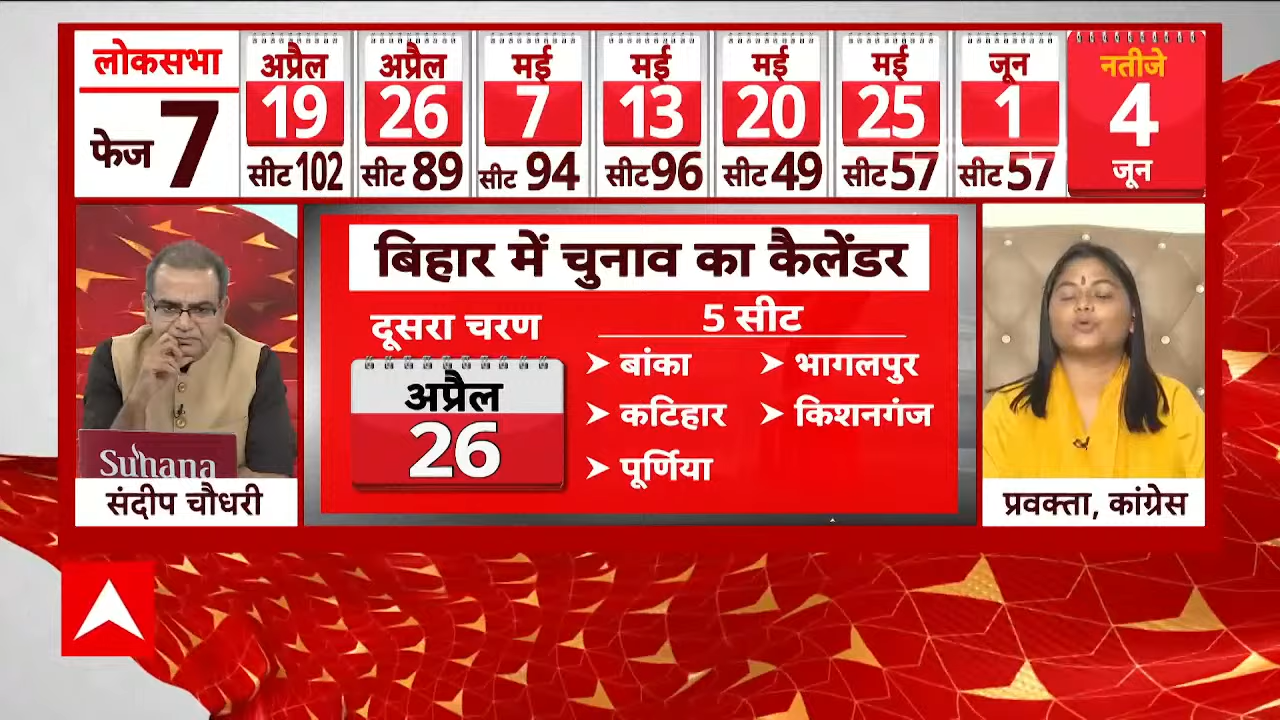 लोकसभा
फेज 7
अप्रैल
19
सीट 102
अप्रैल
26
सीट 89
मई
7
सीट 94
मई
13
सीट 96
मई
20
सीट 49
मई
25
सीट 57
जून
1
सीट 57
नतीजे
4
जून
बिहार में चुनाव का कैलेंडर
दूसरा चरण
अप्रैल
26
5 सीट
बांका
भागलपुर
कटिहार
किशनगंज
पूर्णिया
Suhana
संदीप चौधरी
प्रवक्ता, कांग्रेस